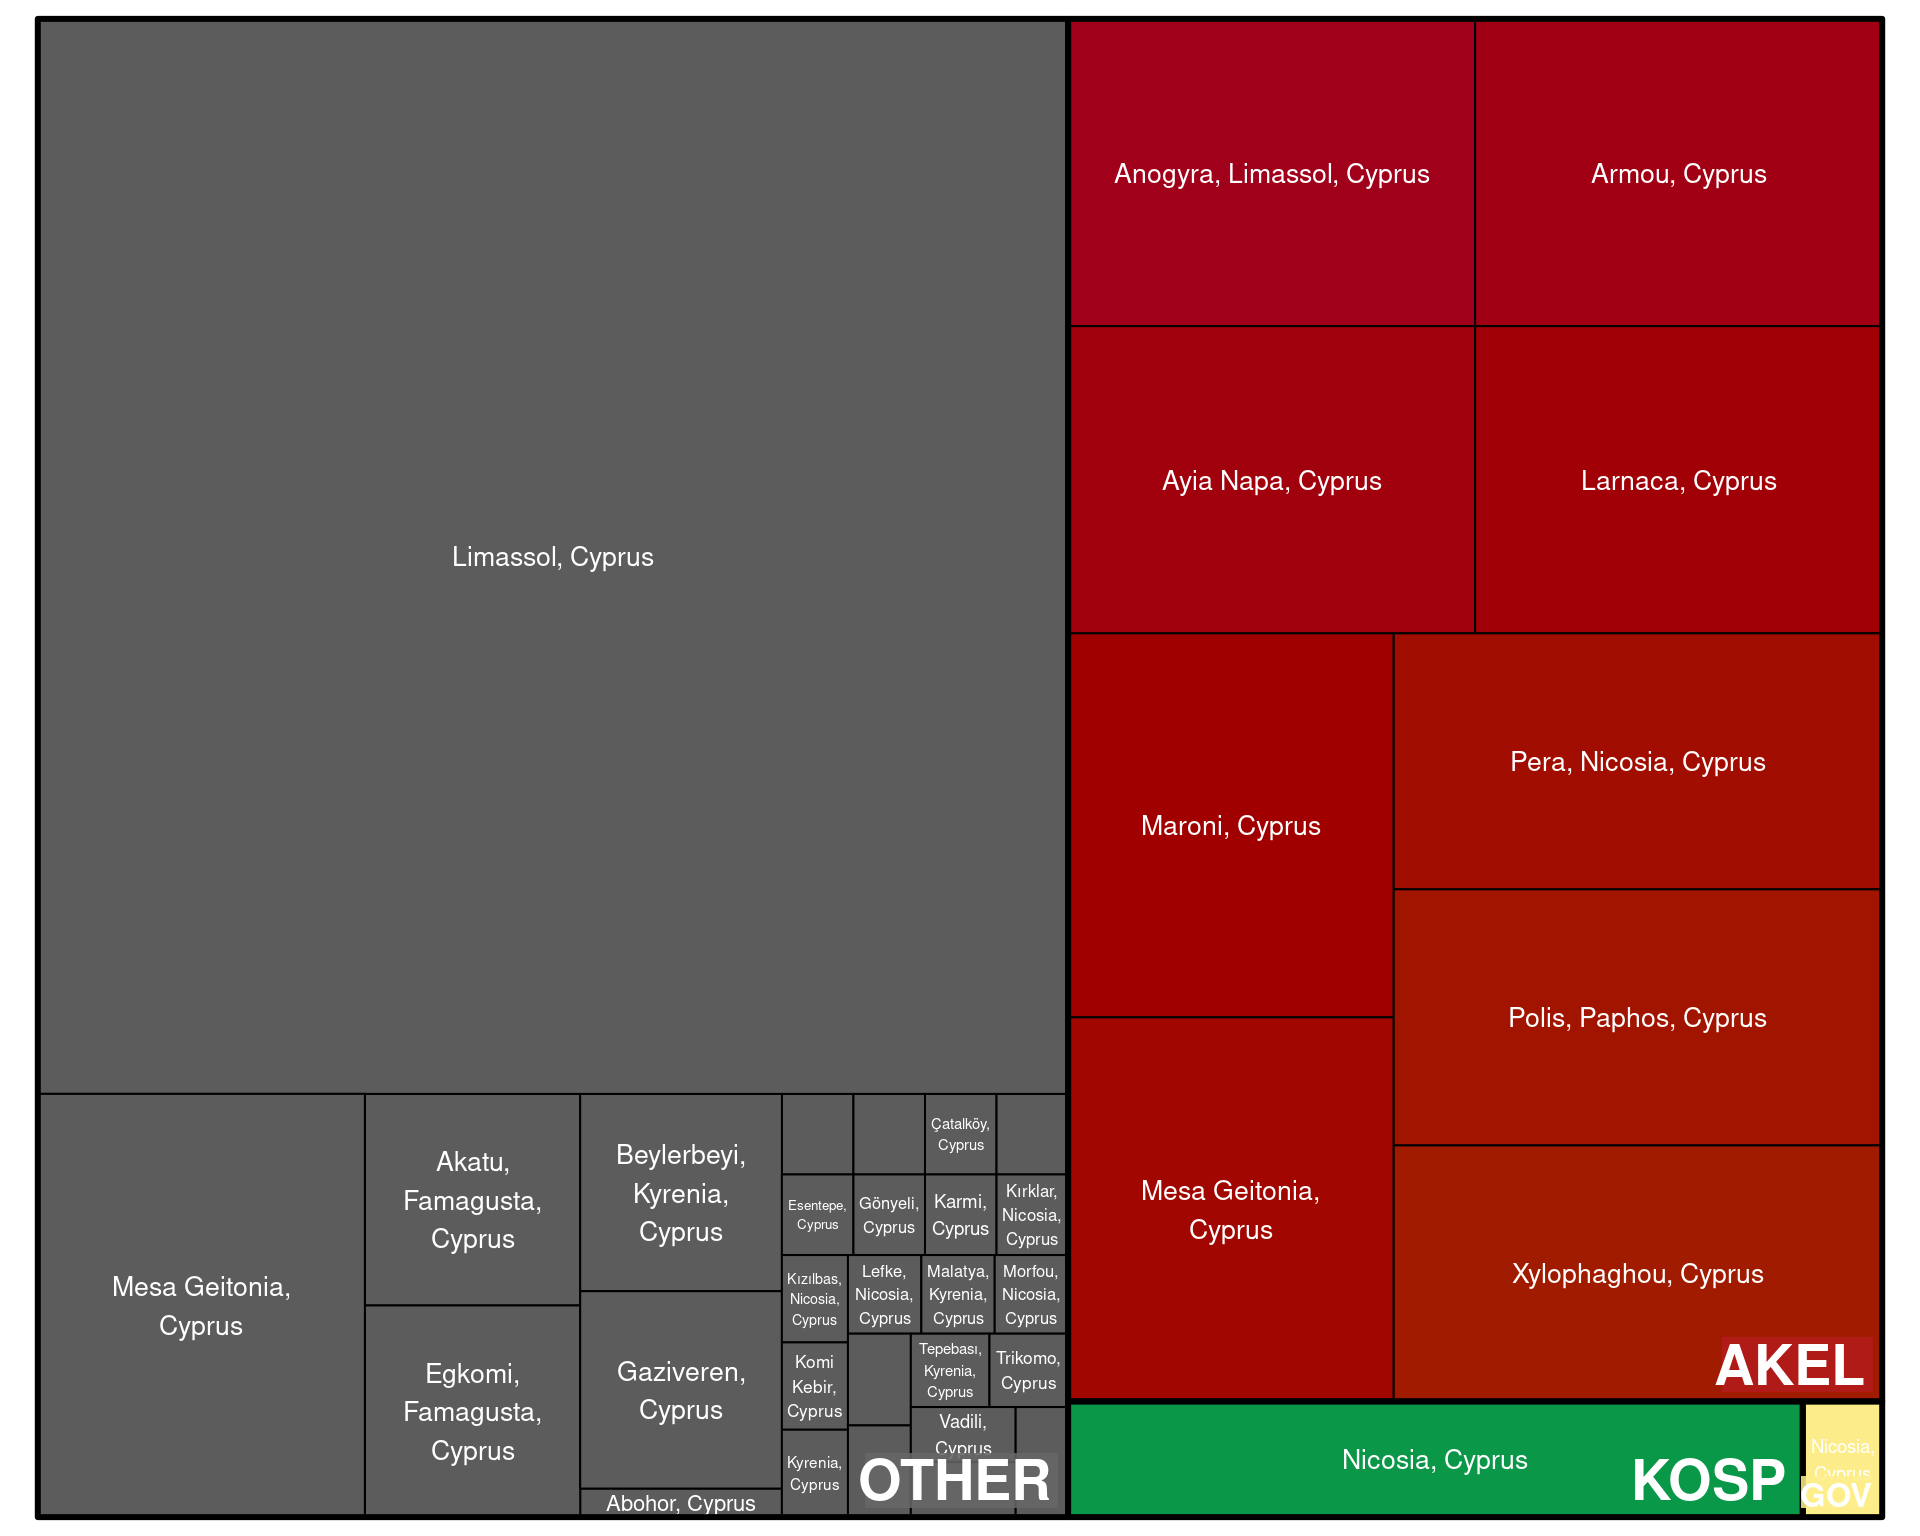 Limassol, Cyprus
Mesa Geitonia,
Cyprus
Akatu,
Famagusta,
Cyprus
Egkomi,
Famagusta,
Cyprus
Beylerbeyi,
Kyrenia,
Cyprus
Gaziveren,
Cyprus
Abohor, Cyprus
Çatalköy,
Cyprus
Esentepe,
Cyprus
Gönyeli,
Cyprus
Karmi,
Cyprus
Kırklar,
Nicosia,
Cyprus
Kızılbas,
Nicosia,
Cyprus
Lefke,
Nicosia,
Cyprus
Malatya,
Kyrenia,
Cyprus
Morfou,
Nicosia,
Cyprus
Komi
Kebir,
Cyprus
Tepebası,
Kyrenia,
Cyprus
Trikomo,
Cyprus
Kyrenia,
Cyprus
Vadili,
Cyprus
OTHER
Anogyra, Limassol, Cyprus
Armou, Cyprus
Ayia Napa, Cyprus
Larnaca, Cyprus
Maroni, Cyprus
Pera, Nicosia, Cyprus
Polis, Paphos, Cyprus
Mesa Geitonia,
Cyprus
Xylophaghou, Cyprus
AKEL
Nicosia, Cyprus
KOSP
Nicosia,
Cyprus
GOV